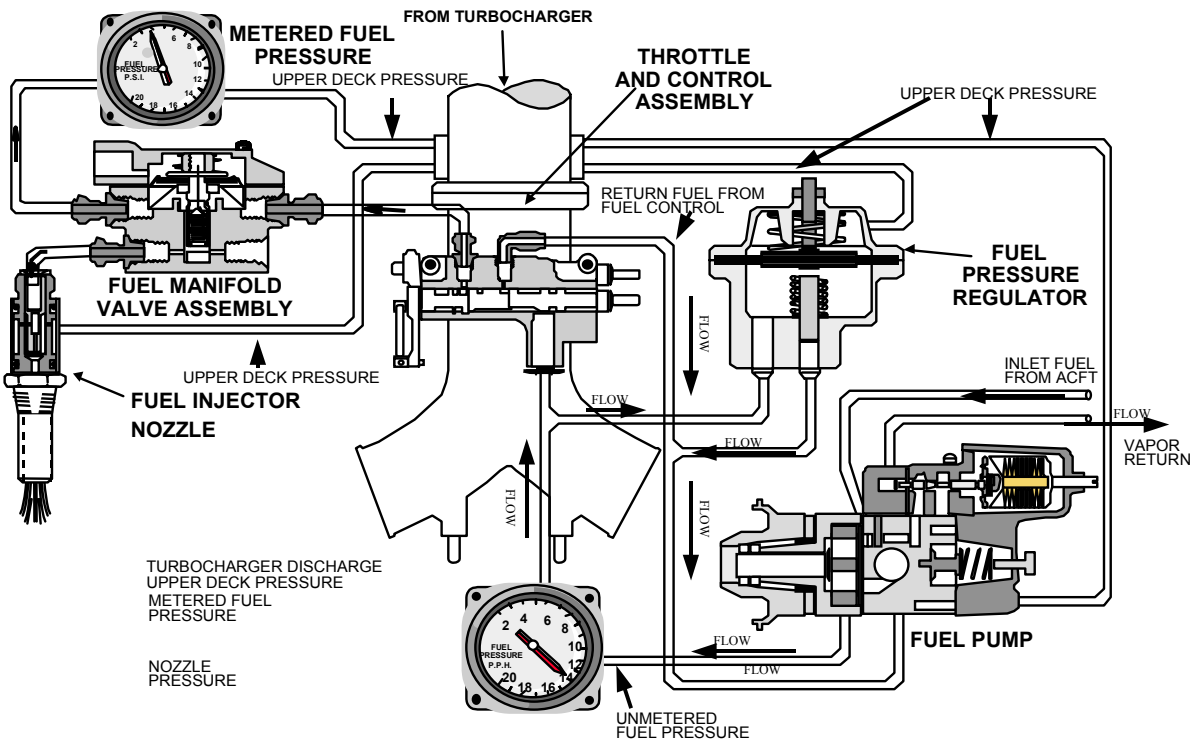 FROM TURBOCHARGER
METERED FUEL
PRESSURE
UPPER DECK PRESSURE
THROTTLE
AND CONTROL
ASSEMBLY
UPPER DECK PRESSURE
2
6
8
10
12
14
16
18
20
FUEL
PRESSURE
P.S.I.
RETURN FUEL FROM
FUEL CONTROL
FUEL
PRESSURE
REGULATOR
FUEL MANIFOLD
VALVE ASSEMBLY
FLOW
UPPER DECK PRESSURE
INLET FUEL
FROM ACFT
FUEL INJECTOR
NOZZLE
FLOW
FLOW
VAPOR
RETURN
FLOW
FLOW
FLOW
TURBOCHARGER DISCHARGE
UPPER DECK PRESSURE
METERED FUEL
PRESSURE
NOZZLE
PRESSURE
2
4
6
8
10
12
14
16
18
20
FUEL
PRESSURE
P.P.H.
FLOW
FLOW
FUEL PUMP
UNMETERED
FUEL PRESSURE